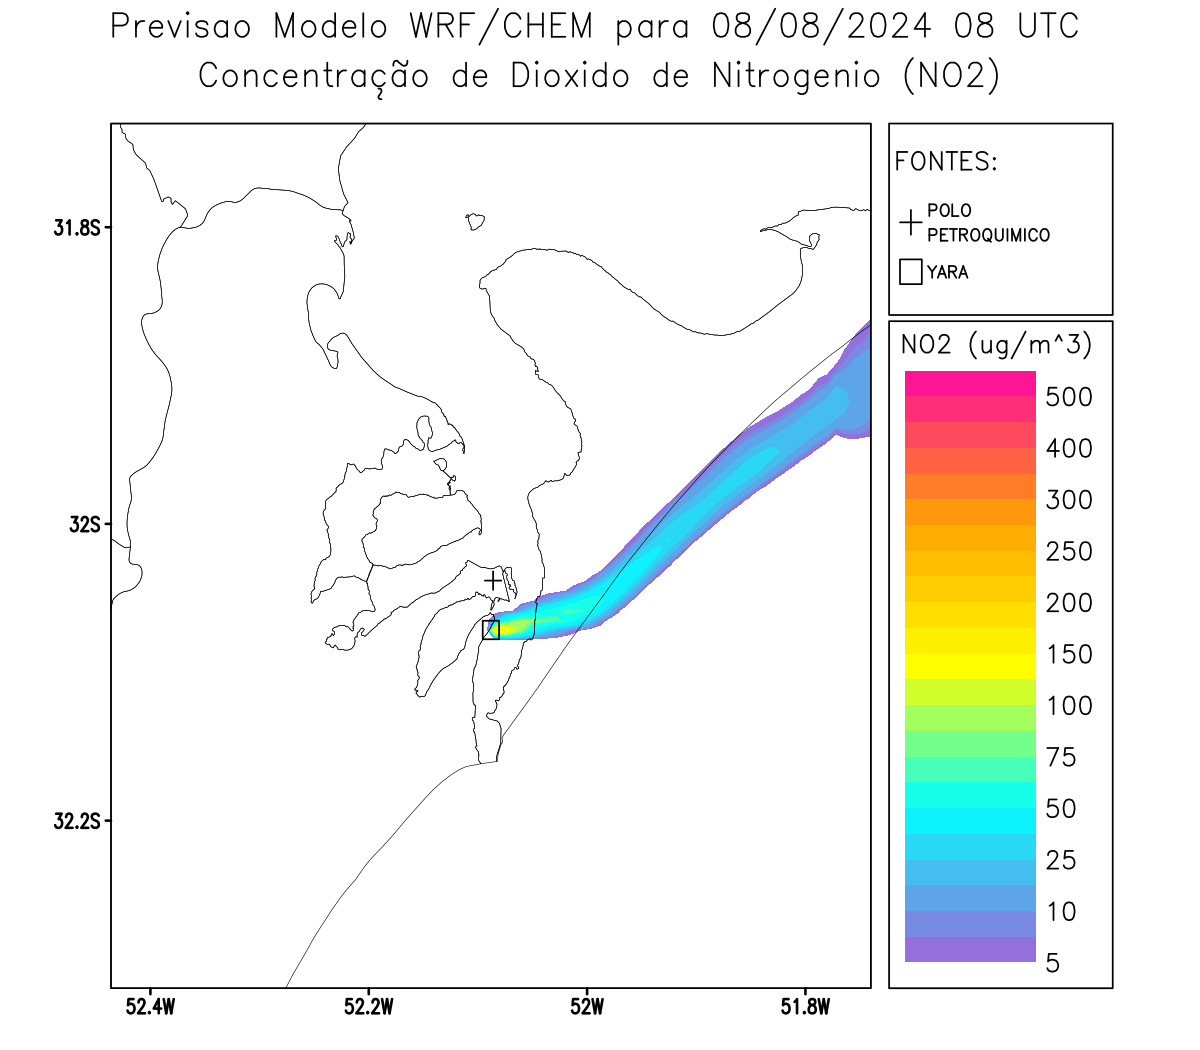 Previsao Modelo WRF/CHEM para 08/08/2024 08 UTC
Concentração de Dioxido de Nitrogenio (NO2)
FONTES:
POLO
PETROQUIMICO
YARA
NO2 (ug/m^3)
500
400
300
250
200
150
100
75
50
25
10
5
31.8S
32S
32.2S
52.4W
52.2W
52W
51.8W